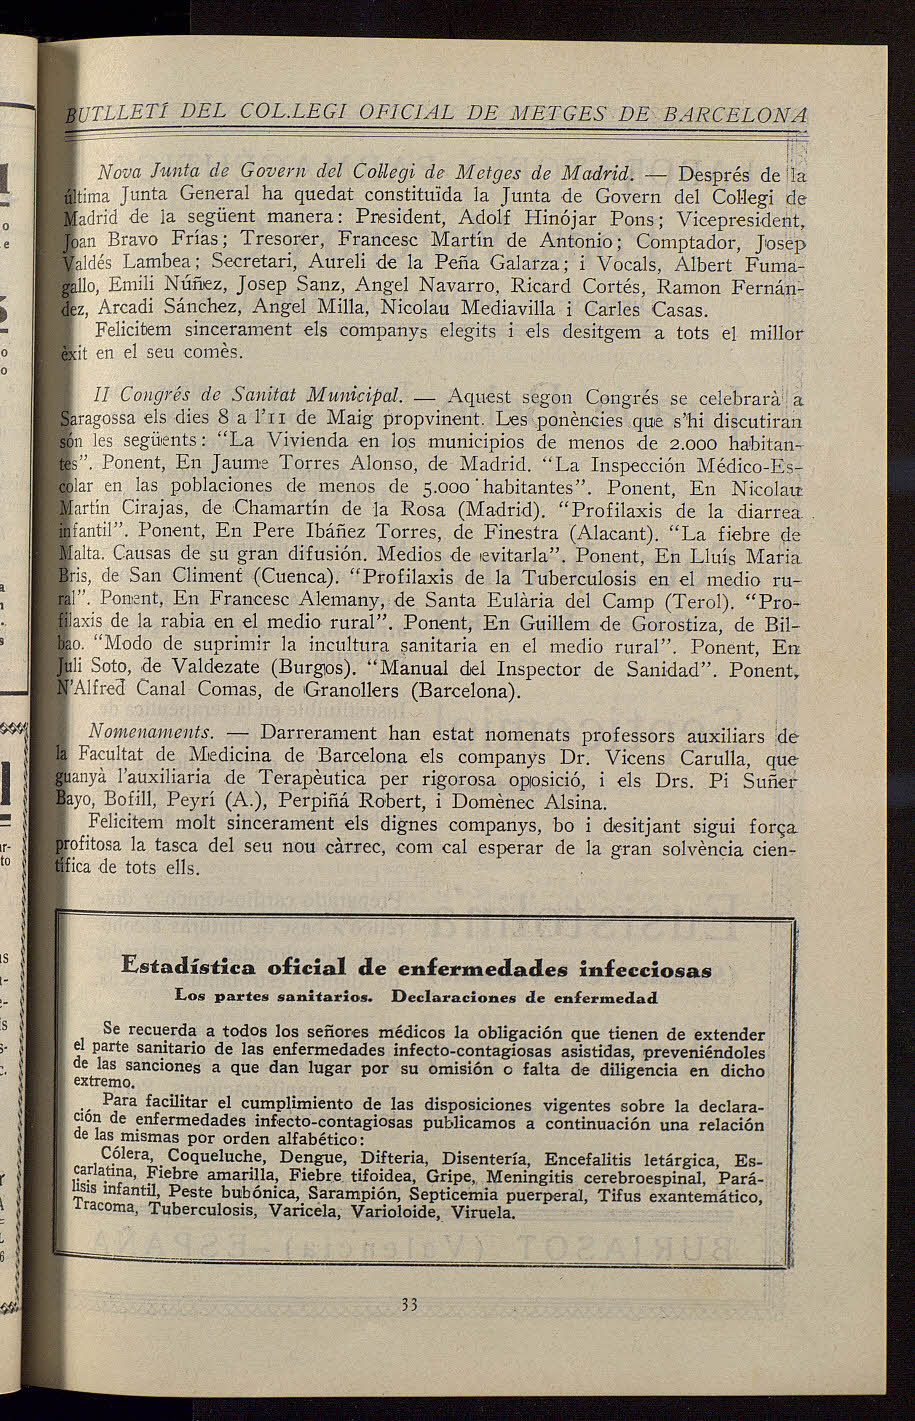 BUTLLETÍ DEL COL.LEGI OFICIAL DE METGES DE BARCELONA
Nova Junta de Govern del Collegi de Metges de Madrid. — Després de la
última Junta General ha quedat constituïda la Junta de Govern del Col·legi de
Madrid de la següent manera: President, Adolf Hinójar Pons; Vicepresident,
Joan Bravo Frías; Tresorer, Francesc Martín de Antonio; Comptador, Josep
Valdés Lambea; Secretari, Aureli de la Peña Galarza; i Vocals, Albert Fuma-
gallo, Emili Núñez, Josep Sanz, Angel Navarro, Ricard Cortés, Ramon Fernán-
dez, Arcadi Sánchez, Angel Milla, Nicolau Mediavilla i Carles Casas.
Felicitem sincerament els companys elegits i els desitgem a tots el millor
èxit en el seu comès.
II Congrés de Sanitat Municipal. — Aquest segon Congrés se celebrarà a
Saragossa els dies 8 a l'11 de Maig propvinent. Les ponències que s'hi discutiran
són les següents: “La Vivienda en los municipios de menos de 2.000 habitan-
tes”. Ponent, En Jaume Torres Alonso, de Madrid. “La Inspección Médico-Es-
colar en las poblaciones de menos de 5.000 habitantes”. Ponent, En Nicolau
Martín Cirajas, de Chamartín de la Rosa (Madrid). “Profilaxis de la diarrea
infantil”. Ponent, En Pere Ibáñez Torres, de Finestra (Alacant). “La fiebre de
Malta. Causas de su gran difusión. Medios de evitarla”. Ponent, En Lluís Maria
Bris, de San Climent (Cuenca). “Profilaxis de la Tuberculosis en el medio ru-
ral”. Ponent, En Francesc Alemany, de Santa Eulària del Camp (Terol). “Pro-
filaxis de la rabia en el medio rural”. Ponent, En Guillem de Gorostiza, de Bil-
bao. “Modo de suprimir la incultura sanitaria en el medio rural”. Ponent, En
Juli Soto, de Valdezate (Burgos). “Manual del Inspector de Sanidad”. Ponent,
N'Alfred Canal Comas, de Granollers (Barcelona).
Nomenaments. — Darrerament han estat nomenats professors auxiliars de
la Facultat de Medicina de Barcelona els companys Dr. Vicens Carulla, que
guanyà l'auxiliaria de Terapèutica per rigorosa oposició, i els Drs. Pi Suñer
Bayo, Bofill, Peyrí (A.), Perpiñá Robert, i Domènec Alsina.
Felicitem molt sincerament els dignes companys, bo i desitjant sigui força
profitosa la tasca del seu nou càrrec, com cal esperar de la gran solvència cien-
tífica de tots ells.
Estadística oficial de enfermedades infecciosas
Los partes sanitarios. Declaraciones de enfermedad
Se recuerda a todos los señores médicos la obligación que tienen de extender
el parte sanitario de las enfermedades infecto-contagiosas asistidas, preveniéndoles
de las sanciones a que dan lugar por su omisión o falta de diligencia en dicho
extremo.
Para facilitar el cumplimiento de las disposiciones vigentes sobre la declara-
ción de enfermedades infecto-contagiosas publicamos a continuación una relación
de las mismas por orden alfabético:
Cólera, Coqueluche, Dengue, Difteria, Disentería, Encefalitis letárgica, Es-
carlatina, Fiebre amarilla, Fiebre tifoidea, Gripe, Meningitis cerebroespinal, Pará-
lisis infantil, Peste bubónica, Sarampión, Septicemia puerperal, Tifus exantemático,
Tracoma, Tuberculosis, Varicela, Varioloide, Viruela.
33